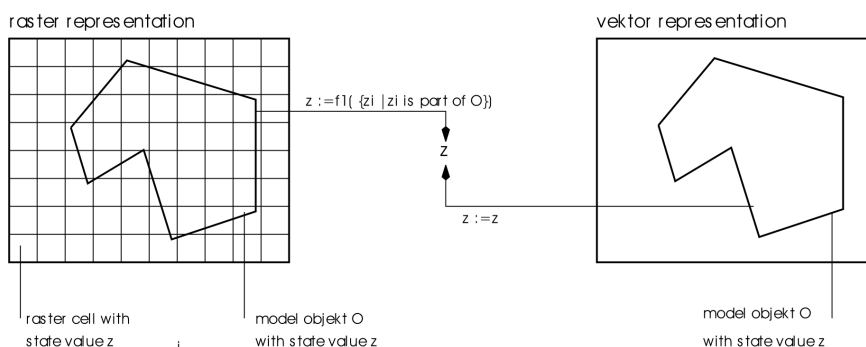 raster representation
vektor representation
z :=f1( {zi |zi is part of O})
z
z :=z
raster cell with
state value z i
model objekt O
with state value z
model objekt O
with state value z